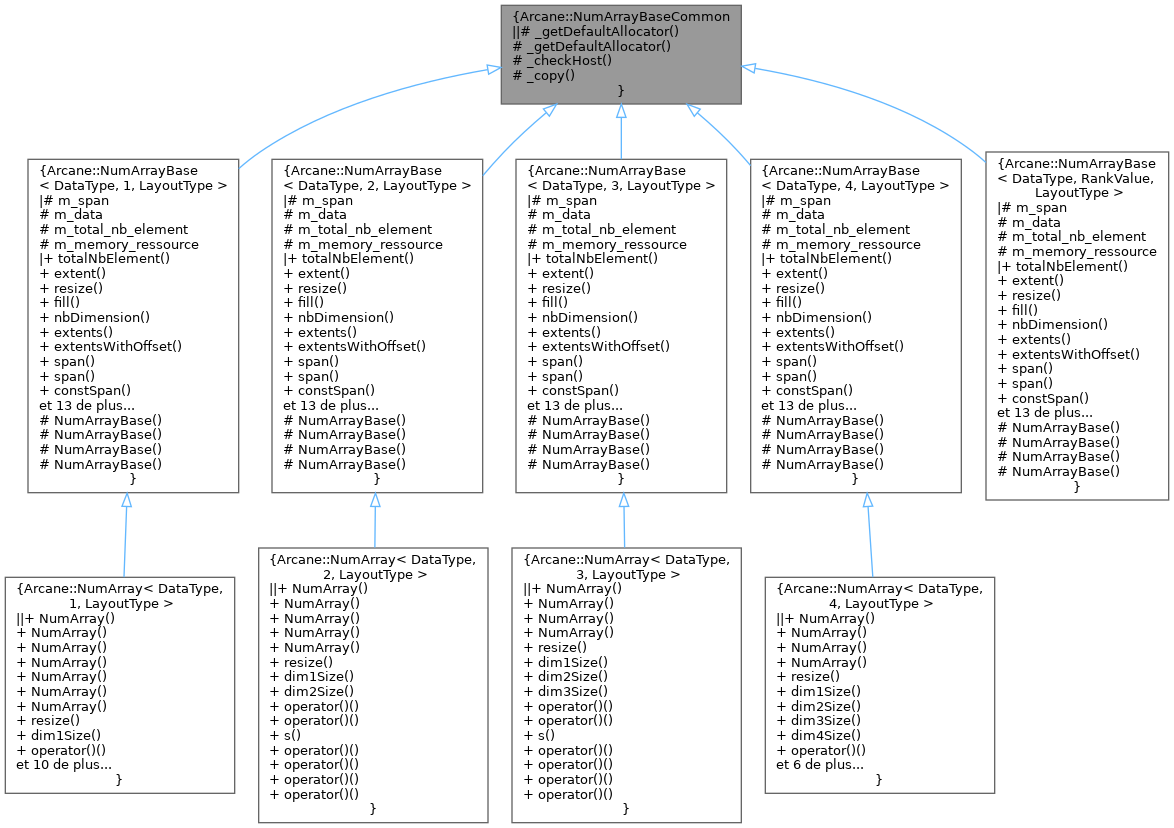 {Arcane::NumArrayBaseCommon
||# _getDefaultAllocator()
# _getDefaultAllocator()
# _checkHost()
# _copy()
}
{Arcane::NumArrayBase
< DataType, 1, LayoutType >
|# m_span
# m_data
# m_total_nb_element
# m_memory_ressource
|+ totalNbElement()
+ extent()
+ resize()
+ fill()
+ nbDimension()
+ extents()
+ extentsWithOffset()
+ span()
+ span()
+ constSpan()
et 13 de plus...
# NumArrayBase()
# NumArrayBase()
# NumArrayBase()
# NumArrayBase()
}
{Arcane::NumArrayBase
< DataType, 2, LayoutType >
|# m_span
# m_data
# m_total_nb_element
# m_memory_ressource
|+ totalNbElement()
+ extent()
+ resize()
+ fill()
+ nbDimension()
+ extents()
+ extentsWithOffset()
+ span()
+ span()
+ constSpan()
et 13 de plus...
# NumArrayBase()
# NumArrayBase()
# NumArrayBase()
# NumArrayBase()
}
{Arcane::NumArrayBase
< DataType, 3, LayoutType >
|# m_span
# m_data
# m_total_nb_element
# m_memory_ressource
|+ totalNbElement()
+ extent()
+ resize()
+ fill()
+ nbDimension()
+ extents()
+ extentsWithOffset()
+ span()
+ span()
+ constSpan()
et 13 de plus...
# NumArrayBase()
# NumArrayBase()
# NumArrayBase()
# NumArrayBase()
}
{Arcane::NumArrayBase
< DataType, 4, LayoutType >
|# m_span
# m_data
# m_total_nb_element
# m_memory_ressource
|+ totalNbElement()
+ extent()
+ resize()
+ fill()
+ nbDimension()
+ extents()
+ extentsWithOffset()
+ span()
+ span()
+ constSpan()
et 13 de plus...
# NumArrayBase()
# NumArrayBase()
# NumArrayBase()
# NumArrayBase()
}
{Arcane::NumArrayBase
< DataType, RankValue,
LayoutType >
|# m_span
# m_data
# m_total_nb_element
# m_memory_ressource
|+ totalNbElement()
+ extent()
+ resize()
+ fill()
+ nbDimension()
+ extents()
+ extentsWithOffset()
+ span()
+ span()
+ constSpan()
et 13 de plus...
# NumArrayBase()
# NumArrayBase()
# NumArrayBase()
# NumArrayBase()
}
{Arcane::NumArray< DataType,
1, LayoutType >
||+ NumArray()
+ NumArray()
+ NumArray()
+ NumArray()
+ NumArray()
+ NumArray()
+ NumArray()
+ resize()
+ dim1Size()
+ operator()()
et 10 de plus...
}
{Arcane::NumArray< DataType,
2, LayoutType >
||+ NumArray()
+ NumArray()
+ NumArray()
+ NumArray()
+ NumArray()
+ resize()
+ dim1Size()
+ dim2Size()
+ operator()()
+ operator()()
+ s()
+ operator()()
+ operator()()
+ operator()()
+ operator()()
}
{Arcane::NumArray< DataType,
3, LayoutType >
||+ NumArray()
+ NumArray()
+ NumArray()
+ NumArray()
+ resize()
+ dim1Size()
+ dim2Size()
+ dim3Size()
+ operator()()
+ operator()()
+ s()
+ operator()()
+ operator()()
+ operator()()
+ operator()()
}
{Arcane::NumArray< DataType,
4, LayoutType >
||+ NumArray()
+ NumArray()
+ NumArray()
+ NumArray()
+ resize()
+ dim1Size()
+ dim2Size()
+ dim3Size()
+ dim4Size()
+ operator()()
et 6 de plus...
}